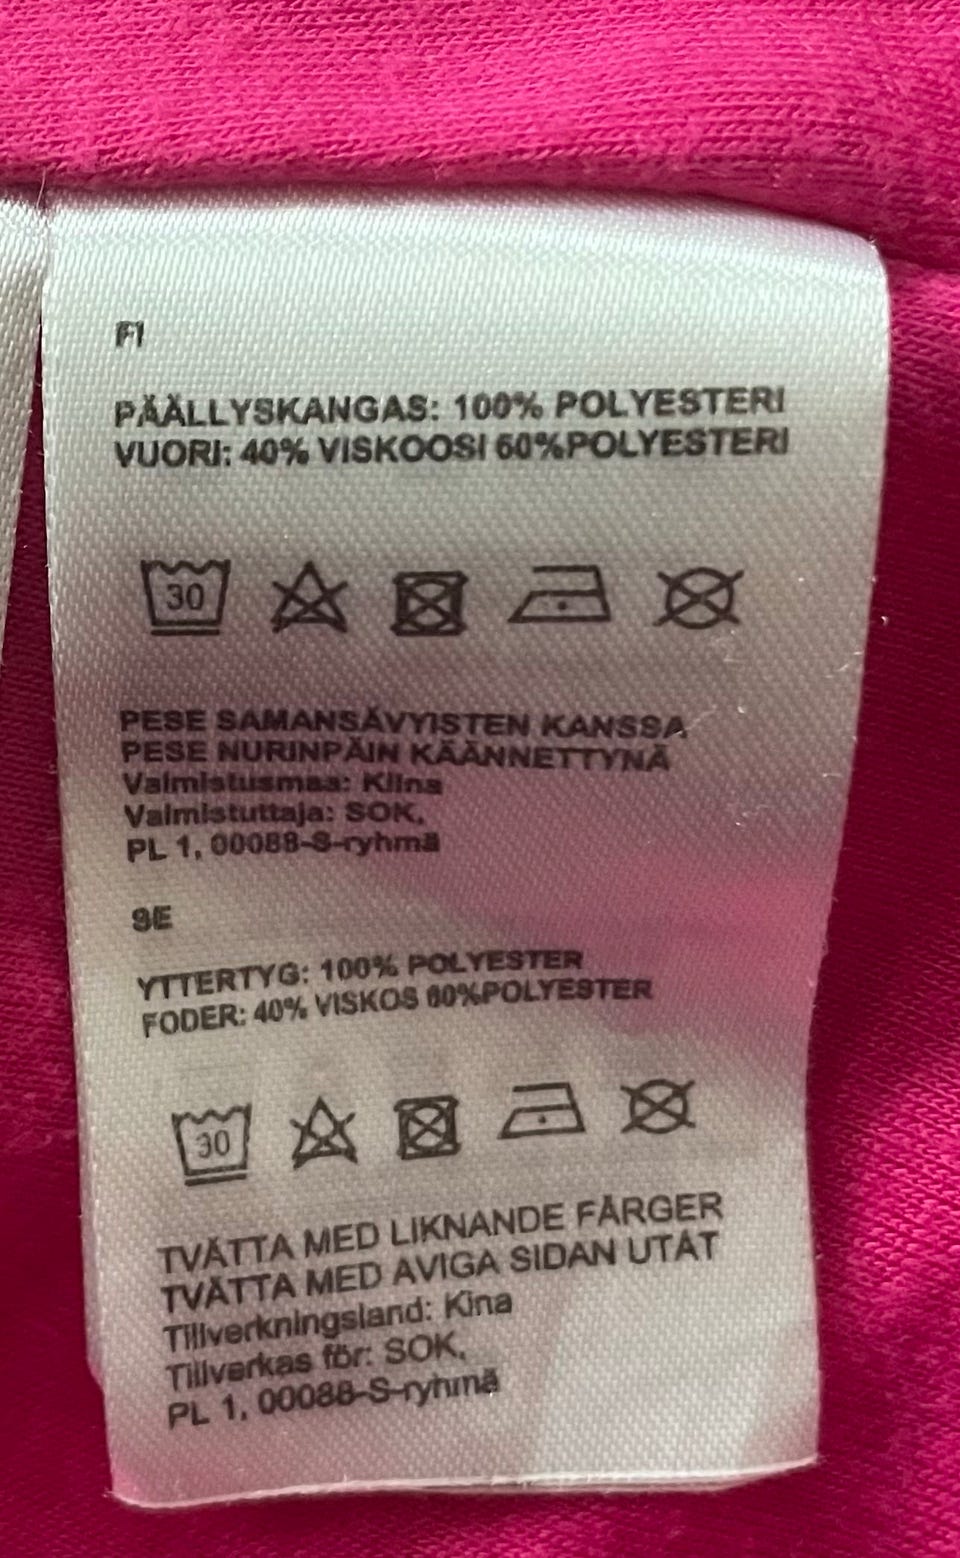 FI
PÄÄLLYSKANGAS: 100% POLYESTERI
VUORI: 40% VISKOOSI 60%POLYESTERI
30
PESE SAMANSÄVYISTEN KANSSA
PESE NURINPÄIN KÄÄNNETTYNÄ
Valmistusmaa: Kiina
Valmistuttaja: SOK,
PL 1, 00088-S-ryhmä
SE
YTTERTYG: 100% POLYESTER
FODER: 40% VISKOS 60%POLYESTER
30
TVÄTTA MED LIKNANDE FÄRGER
TVÄTTA MED AVIGA SIDAN UTÅT
Tillverkningsland: Kina
Tillverkas för: SOK,
PL 1, 00088-S-ryhmä